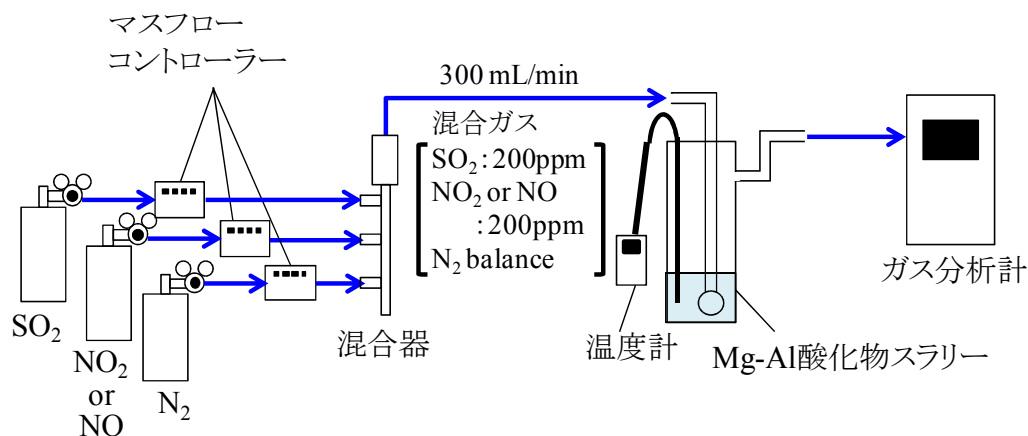 マスフロー
コントローラー
300 mL/min
混合ガス
SO₂ : 200ppm
NO₂ or NO
: 200ppm
N₂ balance
SO₂
NO₂
or
NO
N₂
混合器
温度計
Mg-Al酸化物スラリー
ガス分析計